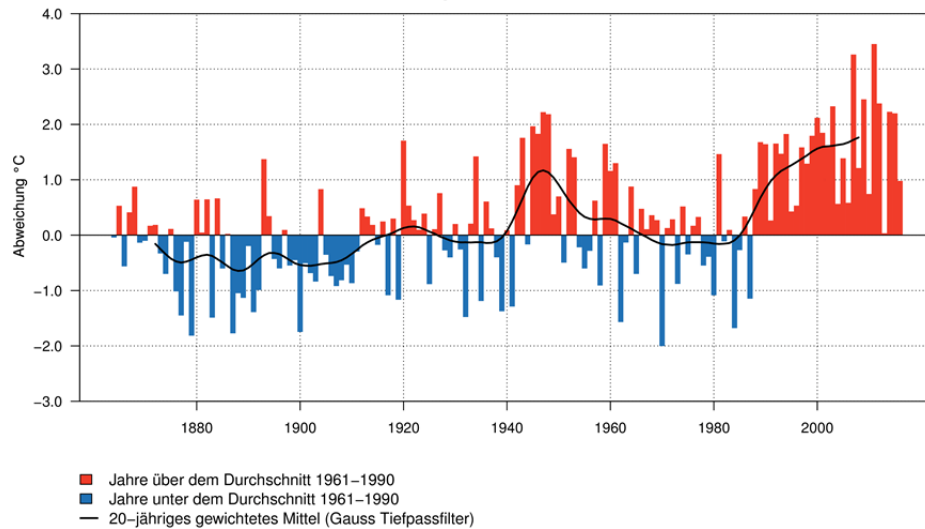 4.0
3.0
2.0
1.0
0.0
−1.0
−2.0
−3.0
Abweichung °C
1880 1900 1920 1940 1960 1980 2000
Jahre über dem Durchschnitt 1961−1990
Jahre unter dem Durchschnitt 1961−1990
20−jähriges gewichtetes Mittel (Gauss Tiefpassfilter)